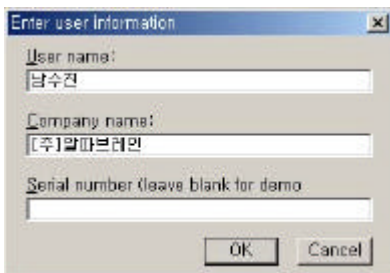 Enter user information
User name:
남수진
Company name:
[주]알파브레인
Serial number (leave blank for demo
OK Cancel